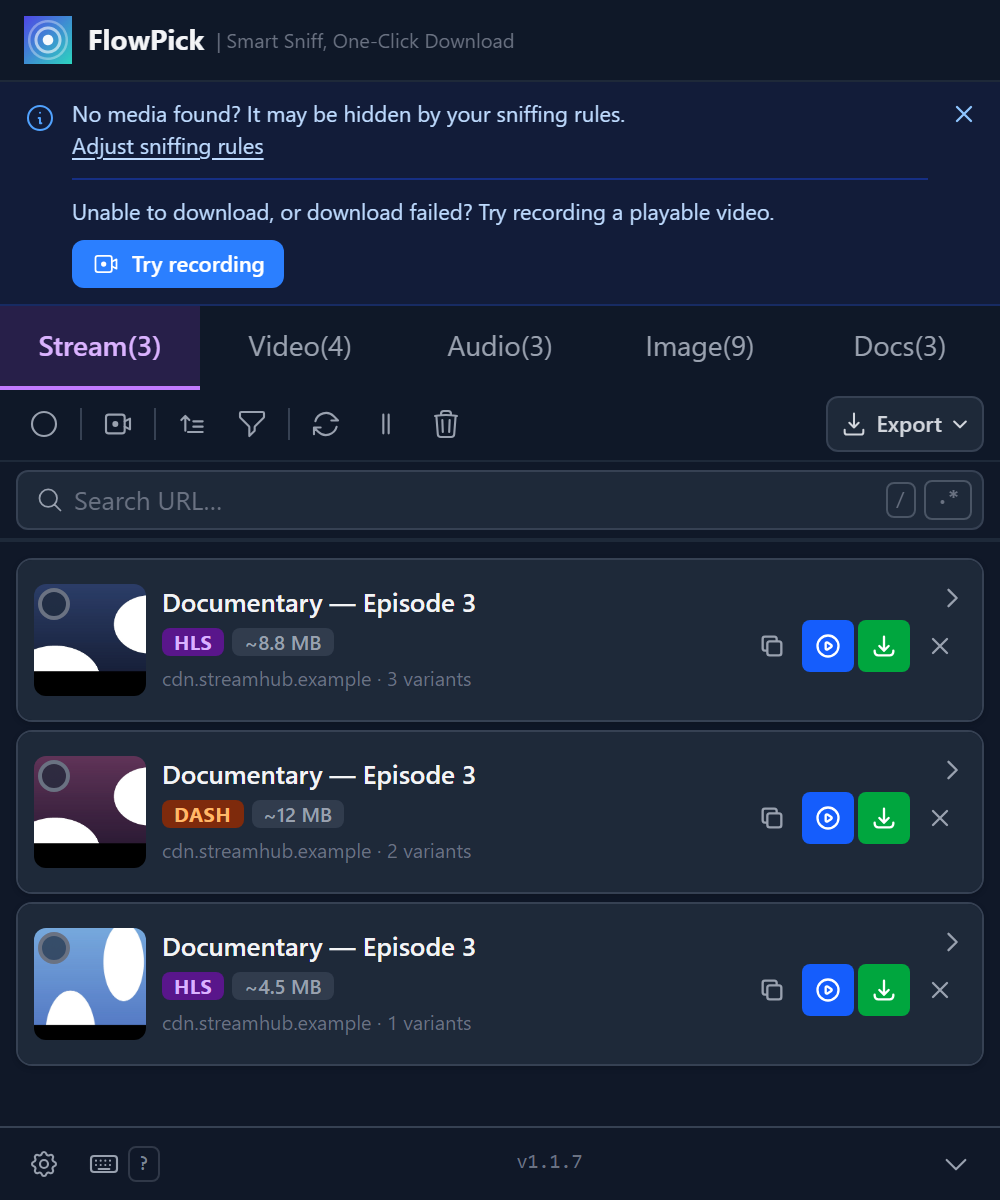 FlowPick | Smart Sniff, One-Click Download
No media found? It may be hidden by your sniffing rules.
Adjust sniffing rules
Unable to download, or download failed? Try recording a playable video.
Try recording
Stream(3) Video(4) Audio(3) Image(9) Docs(3)
Export
Search URL... / .*
Documentary — Episode 3
HLS ~8.8 MB
cdn.streamhub.example · 3 variants
Documentary — Episode 3
DASH ~12 MB
cdn.streamhub.example · 2 variants
Documentary — Episode 3
HLS ~4.5 MB
cdn.streamhub.example · 1 variants
? v1.1.7